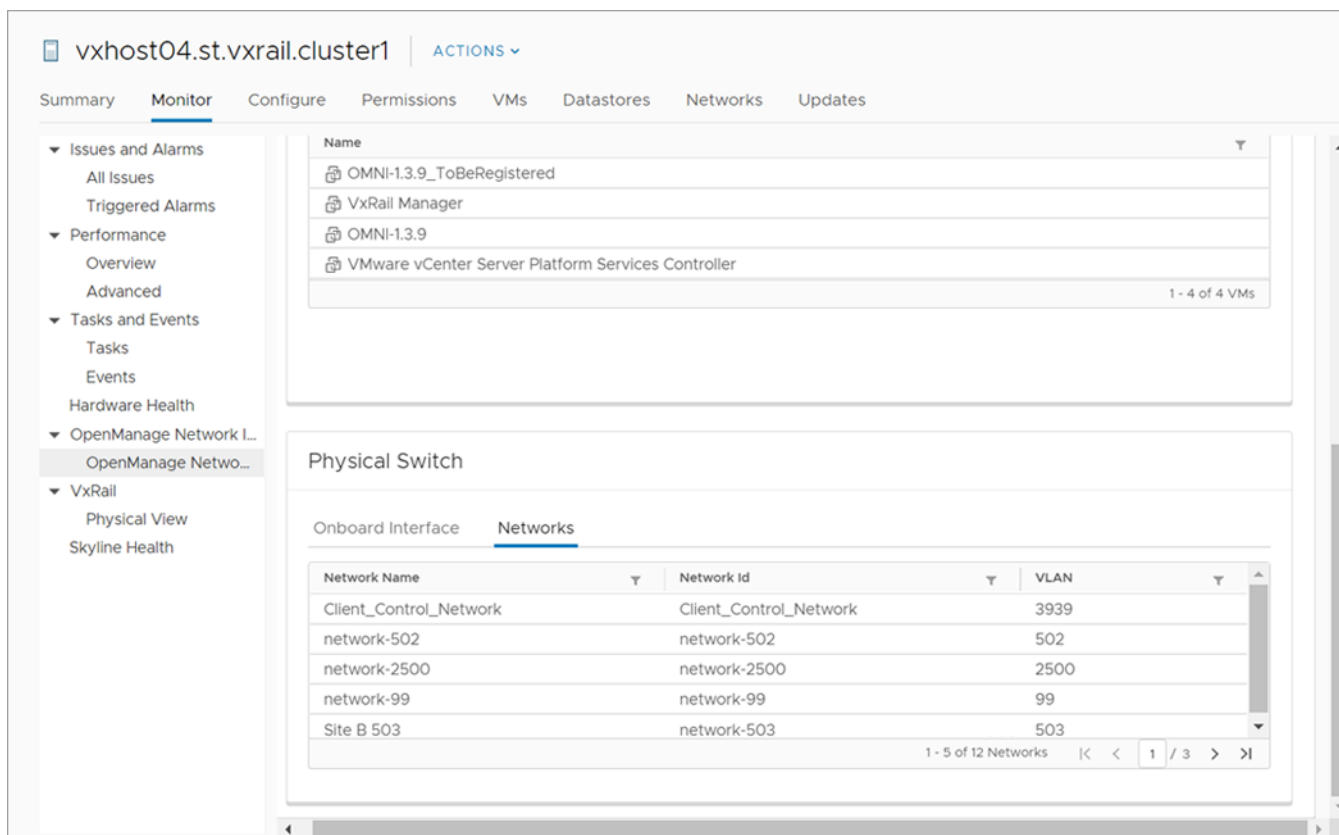 vxhost04.st.vxrail.cluster1 ACTIONS
Summary Monitor Configure Permissions VMs Datastores Networks Updates
Issues and Alarms
All Issues
Triggered Alarms
Performance
Overview
Advanced
Tasks and Events
Tasks
Events
Hardware Health
OpenManage Network I...
OpenManage Netwo...
VxRail
Physical View
Skyline Health
Name
OMNI-1.3.9_ToBeRegistered
VxRail Manager
OMNI-1.3.9
VMware vCenter Server Platform Services Controller
1 - 4 of 4 VMs
Physical Switch
Onboard Interface Networks
Network Name Network Id VLAN
Client_Control_Network Client_Control_Network 3939
network-502 network-502 502
network-2500 network-2500 2500
network-99 network-99 99
Site B 503 network-503 503
1 - 5 of 12 Networks 1 / 3